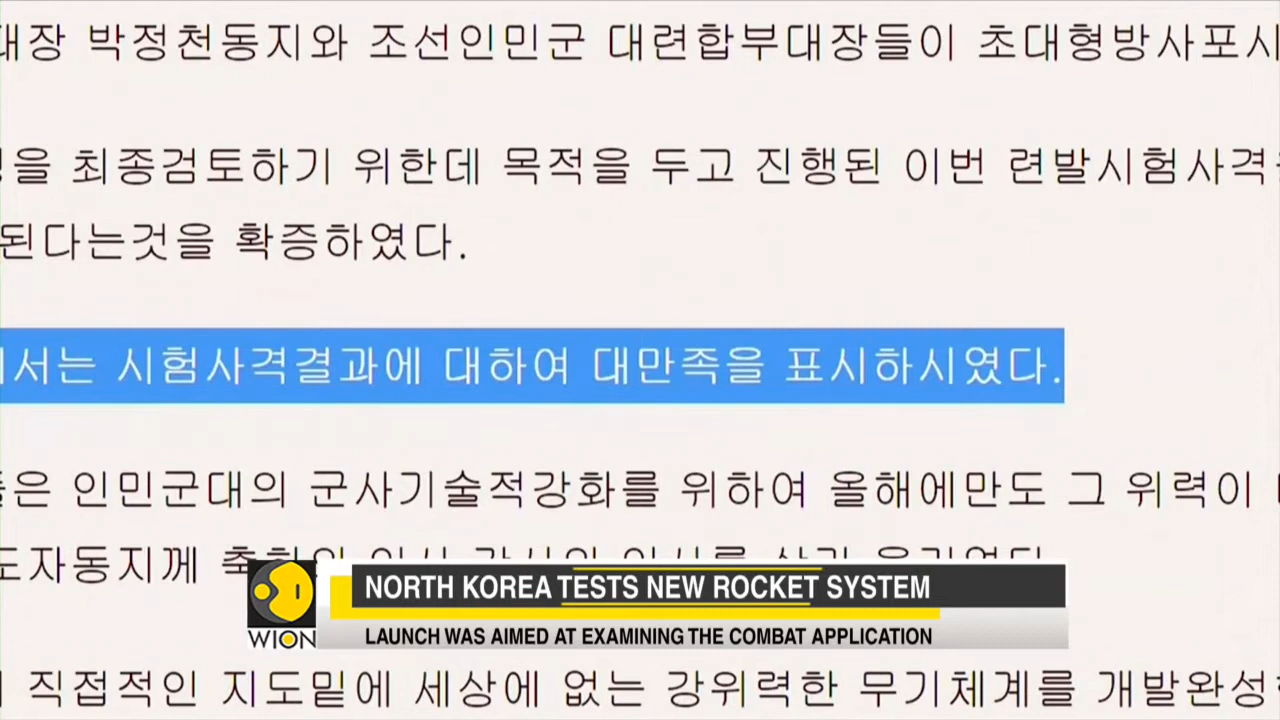 대장 박정천동지와 조선인민군 대련합부대장들이 초대형방사포시
을 최종검토하기 위한데 목적을 두고 진행된 이번 련발시험사격
된다는것을 확증하였다.
서는 시험사격결과에 대하여 대만족을 표시하시였다.
은 인민군대의 군사기술적강화를 위하여 올해에만도 그 위력이
도자동지께
NORTH KOREA TESTS NEW ROCKET SYSTEM
WION
LAUNCH WAS AIMED AT EXAMINING THE COMBAT APPLICATION
직접적인 지도밑에 세상에 없는 강위력한 무기체계를 개발완성